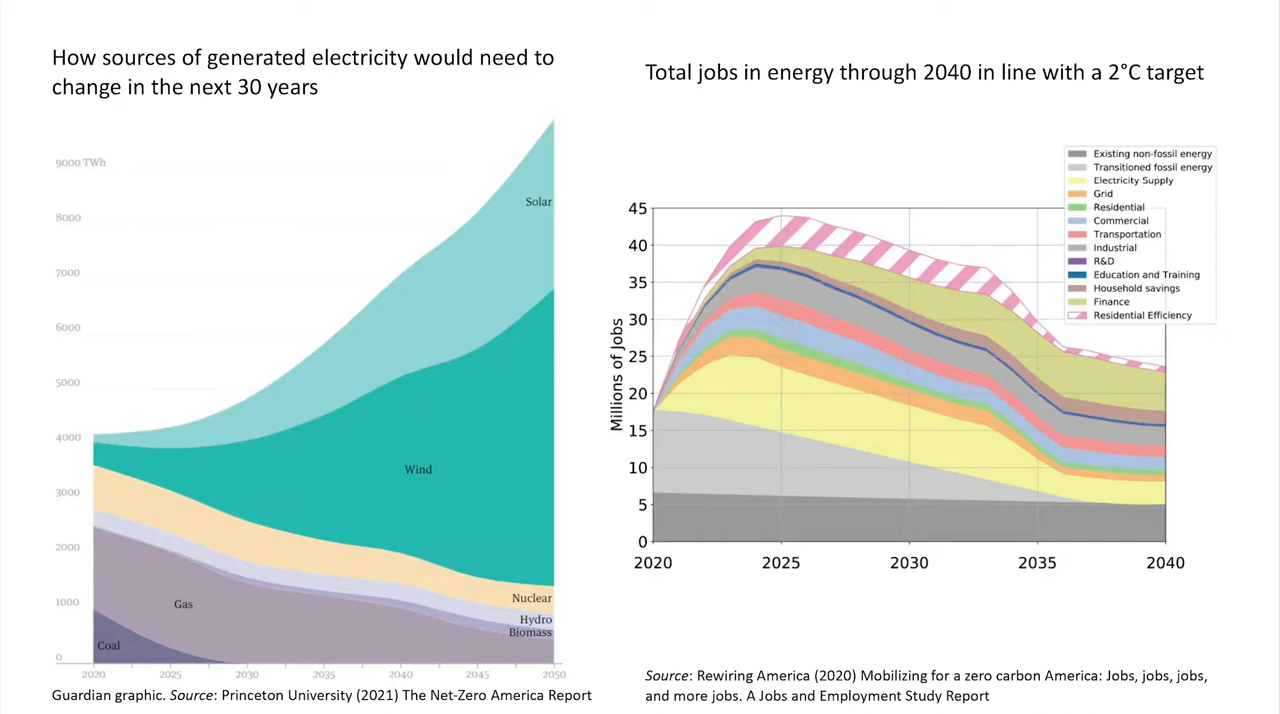 How sources of generated electricity would need to
change in the next 30 years
9000 TWh
8000
7000
6000
5000
4000
3000
2000
1000
0
Solar
Wind
Nuclear
Hydro
Biomass
Gas
Coal
2020
2025
2030
2035
2040
2045
2050
Guardian graphic. Source: Princeton University (2021) The Net-Zero America Report
Total jobs in energy through 2040 in line with a 2°C target
Existing non-fossil energy
Transitioned fossil energy
Electricity Supply
Grid
Residential
Commercial
Transportation
Industrial
R&D
Education and Training
Household savings
Finance
Residential Efficiency
Millions of Jobs
45
40
35
30
25
20
15
10
5
0
2020
2025
2030
2035
2040
Source: Rewiring America (2020) Mobilizing for a zero carbon America: Jobs, jobs, jobs,
and more jobs. A Jobs and Employment Study Report